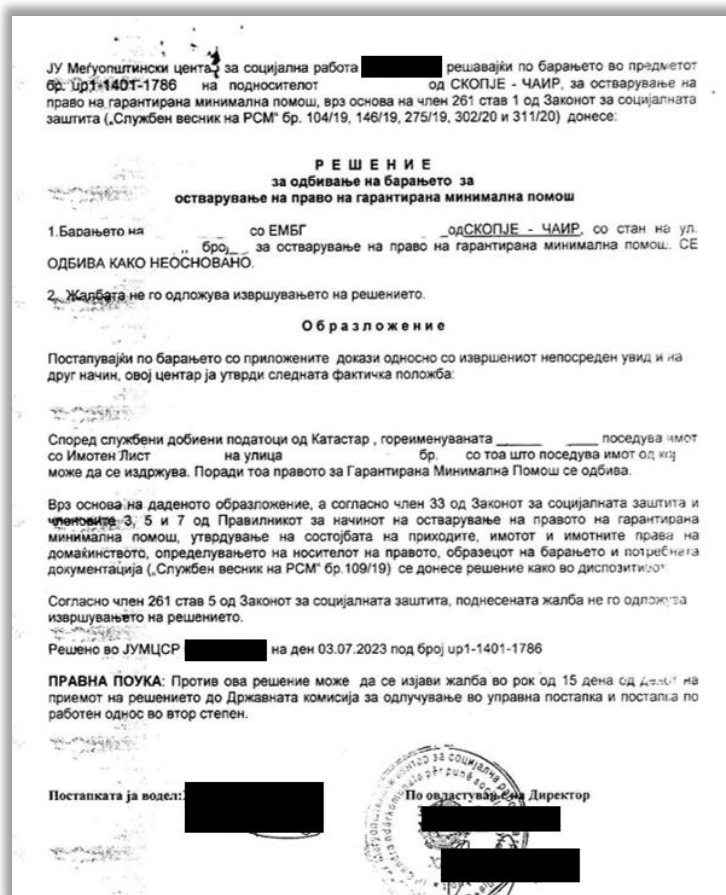 ЈУ Меѓуопштински центар за социјална работа решавајќи по барањето во предметот
бр. up1-1401-1786 на подносителот од СКОПЈЕ - ЧАИР, за остварување на
право на гарантирана минимална помош, врз основа на член 261 став 1 од Законот за социјалната
заштита („Службен весник на РСМ“ бр. 104/19, 146/19, 275/19, 302/20 и 311/20) донесе:
Р Е Ш Е Н И Е
за одбивање на барањето за
остварување на право на гарантирана минимална помош
1.Барањето на со ЕМБГ _одСКОПЈЕ - ЧАИР, со стан на ул.
,, број__ за остварување на право на гарантирана минимална помош. СЕ
ОДБИВА КАКО НЕОСНОВАНО.
2. Жалбата не го одложува извршувањето на решението.
О б р а з л о ж е н и е
Постапувајќи по барањето со приложените докази односно со извршениот непосреден увид и на
друг начин, овој центар ја утврди следната фактичка положба:
Според службени добиени податоци од Катастар , гореименуваната ______ ____ поседува имот
со Имотен Лист на улица бр. со тоа што поседува имот од кој
може да се издржува. Поради тоа правото за Гарантирана Минимална Помош се одбива.
Врз основа на даденото образложение, а согласно член 33 од Законот за социјалната заштита и
членовите 3, 5 и 7 од Правилникот за начинот на остварување на правото на гарантирана
минимална помош, утврдување на состојбата на приходите, имотот и имотните права на
домаќинството, определувањето на носителот на правото, образецот на барањето и потребната
документација („Службен весник на РСМ“ бр.109/19) се донесе решение како во диспозитивот
Согласно член 261 став 5 од Законот за социјалната заштита, поднесената жалба не го одложува
извршувањето на решението.
Решено во ЈУМЦСР на ден 03.07.2023 под број up1-1401-1786
ПРАВНА ПОУКА: Против ова решение може да се изјави жалба во рок од 15 дена од денот на
приемот на решението до Државната комисија за одлучување во управна постапка и постапка по
работен однос во втор степен.
Постапката ја водел: По овластување на Директор